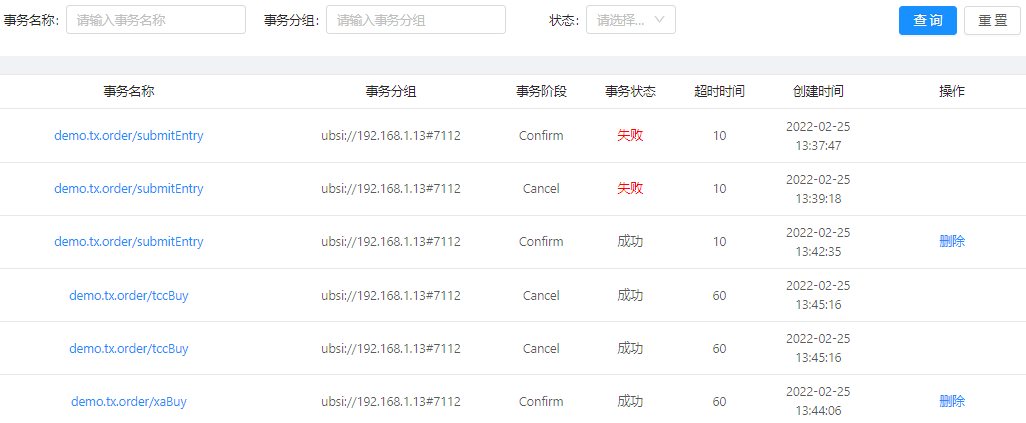 事务名称: 请输入事务名称 事务分组: 请输入事务分组 状态: 请选择... 查 询 重 置
事务名称 事务分组 事务阶段 事务状态 超时时间 创建时间 操作
demo.tx.order/submitEntry ubsi://192.168.1.13#7112 Confirm 失败 10 2022-02-25
13:37:47
demo.tx.order/submitEntry ubsi://192.168.1.13#7112 Cancel 失败 10 2022-02-25
13:39:18
demo.tx.order/submitEntry ubsi://192.168.1.13#7112 Confirm 成功 10 2022-02-25
13:42:35 删除
demo.tx.order/tccBuy ubsi://192.168.1.13#7112 Cancel 成功 60 2022-02-25
13:45:16
demo.tx.order/tccBuy ubsi://192.168.1.13#7112 Cancel 成功 60 2022-02-25
13:45:16
demo.tx.order/xaBuy ubsi://192.168.1.13#7112 Confirm 成功 60 2022-02-25
13:44:06 删除